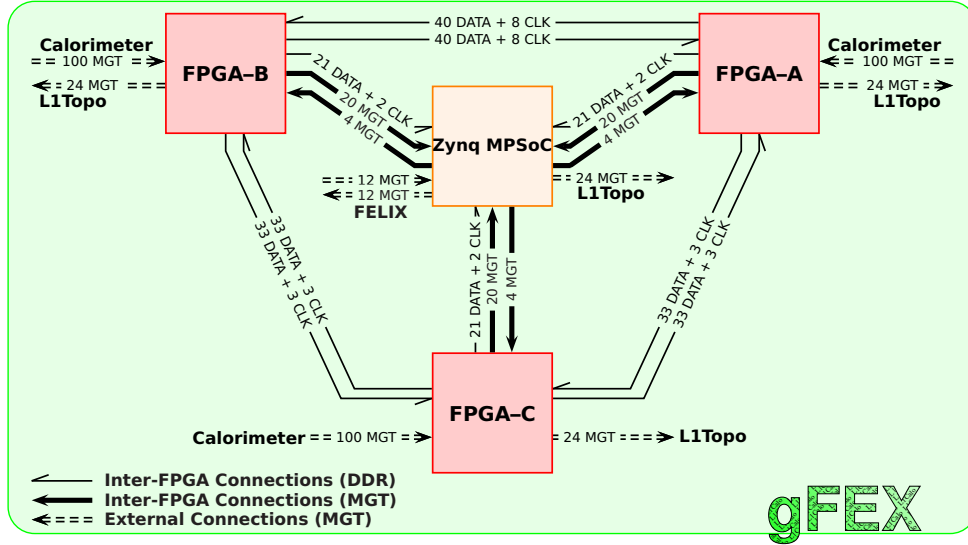 40 DATA + 8 CLK
40 DATA + 8 CLK
Calorimeter
100 MGT
24 MGT
L1Topo
FPGA–B
21 DATA + 2 CLK
20 MGT
4 MGT
21 DATA + 2 CLK
20 MGT
4 MGT
FPGA–A
Calorimeter
100 MGT
24 MGT
L1Topo
Zynq MPSoC
12 MGT
12 MGT
FELIX
24 MGT
L1Topo
33 DATA + 3 CLK
33 DATA + 3 CLK
21 DATA + 2 CLK
20 MGT
4 MGT
33 DATA + 3 CLK
33 DATA + 3 CLK
FPGA–C
Calorimeter
100 MGT
24 MGT
L1Topo
Inter-FPGA Connections (DDR)
Inter-FPGA Connections (MGT)
External Connections (MGT)
gFEX